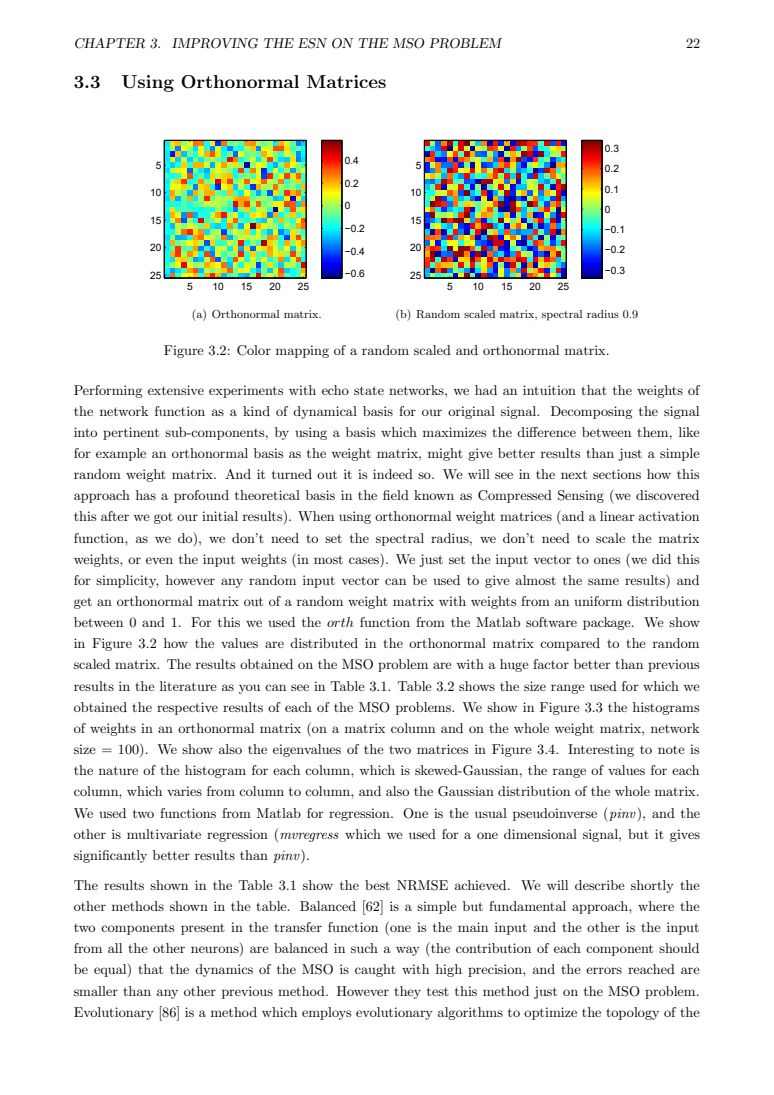 CHAPTER 3. IMPROVING THE ESN ON THE MSO PROBLEM 22
3.3 Using Orthonormal Matrices
5
10
15
20
25
5 10 15 20 25
0.4
0.2
0
−0.2
−0.4
−0.6
5
10
15
20
25
5 10 15 20 25
0.3
0.2
0.1
0
−0.1
−0.2
−0.3
(a) Orthonormal matrix.
(b) Random scaled matrix, spectral radius 0.9
Figure 3.2: Color mapping of a random scaled and orthonormal matrix.
Performing extensive experiments with echo state networks, we had an intuition that the weights of
the network function as a kind of dynamical basis for our original signal. Decomposing the signal
into pertinent sub-components, by using a basis which maximizes the difference between them, like
for example an orthonormal basis as the weight matrix, might give better results than just a simple
random weight matrix. And it turned out it is indeed so. We will see in the next sections how this
approach has a profound theoretical basis in the field known as Compressed Sensing (we discovered
this after we got our initial results). When using orthonormal weight matrices (and a linear activation
function, as we do), we don't need to set the spectral radius, we don't need to scale the matrix
weights, or even the input weights (in most cases). We just set the input vector to ones (we did this
for simplicity, however any random input vector can be used to give almost the same results) and
get an orthonormal matrix out of a random weight matrix with weights from an uniform distribution
between 0 and 1. For this we used the orth function from the Matlab software package. We show
in Figure 3.2 how the values are distributed in the orthonormal matrix compared to the random
scaled matrix. The results obtained on the MSO problem are with a huge factor better than previous
results in the literature as you can see in Table 3.1. Table 3.2 shows the size range used for which we
obtained the respective results of each of the MSO problems. We show in Figure 3.3 the histograms
of weights in an orthonormal matrix (on a matrix column and on the whole weight matrix, network
size = 100). We show also the eigenvalues of the two matrices in Figure 3.4. Interesting to note is
the nature of the histogram for each column, which is skewed-Gaussian, the range of values for each
column, which varies from column to column, and also the Gaussian distribution of the whole matrix.
We used two functions from Matlab for regression. One is the usual pseudoinverse (pinv), and the
other is multivariate regression (mvregress which we used for a one dimensional signal, but it gives
significantly better results than pinv).
The results shown in the Table 3.1 show the best NRMSE achieved. We will describe shortly the
other methods shown in the table. Balanced [62] is a simple but fundamental approach, where the
two components present in the transfer function (one is the main input and the other is the input
from all the other neurons) are balanced in such a way (the contribution of each component should
be equal) that the dynamics of the MSO is caught with high precision, and the errors reached are
smaller than any other previous method. However they test this method just on the MSO problem.
Evolutionary [86] is a method which employs evolutionary algorithms to optimize the topology of the